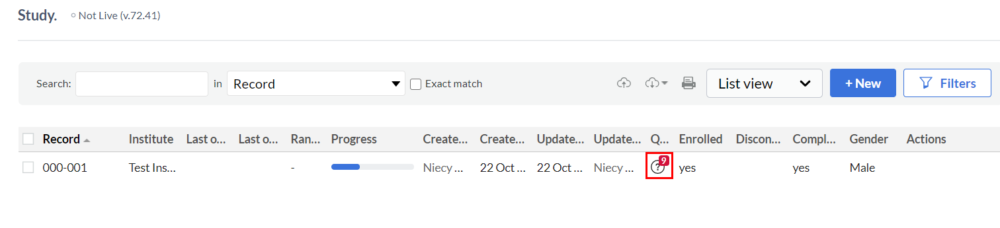 Study. Not Live (v.72.41)
Search: in Record Exact match List view + New Filters
Record Institute Last o... Last o... Ran... Progress Create... Create... Update... Update... Q... Enrolled Discon... Compl... Gender Actions
000-001 Test Ins... - Niecy ... 22 Oct ... 22 Oct ... Niecy ... ? 9 yes yes Male